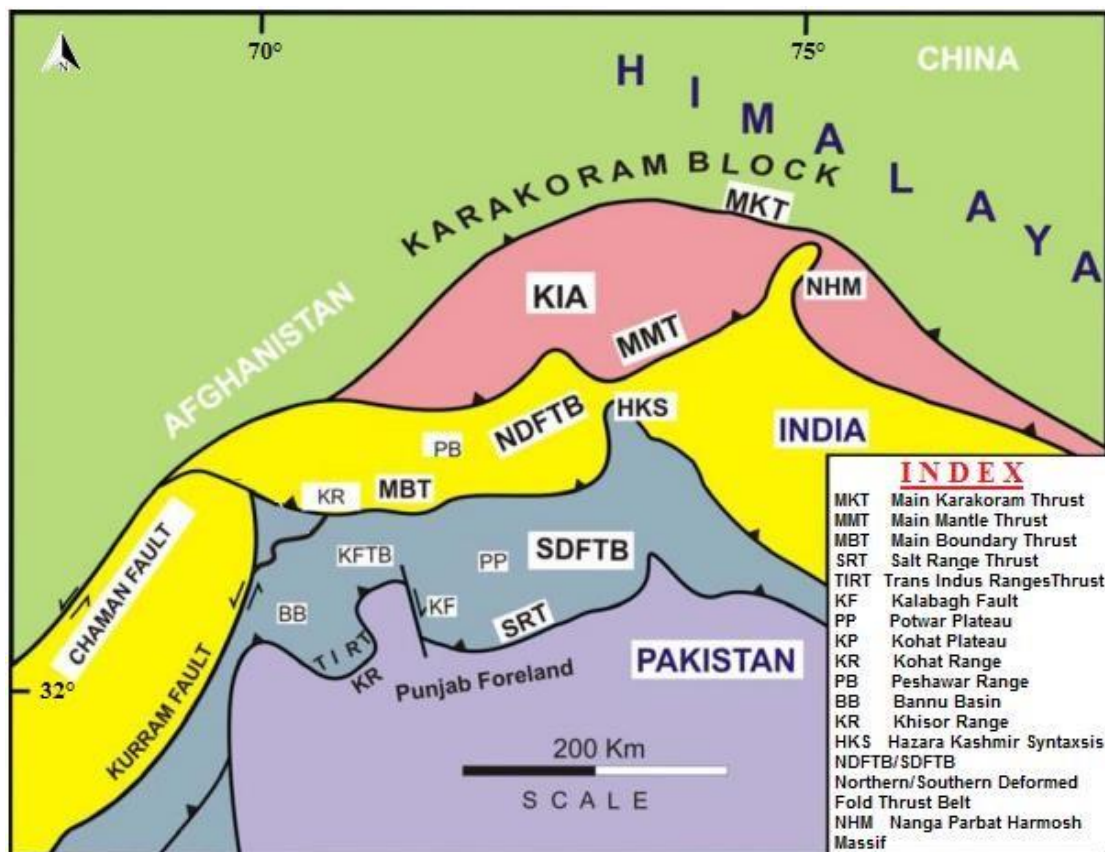 70°
75°
N
CHINA
HIMALAYA
KARAKORAM BLOCK
MKT
NHM
KIA
MMT
AFGHANISTAN
HKS
NDFTB
INDIA
PB
KR
MBT
KFTB
PP
SDFTB
CHAMAN FAULT
BB
KF
SRT
TIRT
KR
Punjab Foreland
PAKISTAN
32°
KURRAM FAULT
200 Km
SCALE
INDEX
MKT Main Karakoram Thrust
MMT Main Mantle Thrust
MBT Main Boundary Thrust
SRT Salt Range Thrust
TIRT Trans Indus RangesThrust
KF Kalabagh Fault
PP Potwar Plateau
KP Kohat Plateau
KR Kohat Range
PB Peshawar Range
BB Bannu Basin
KR Khisor Range
HKS Hazara Kashmir Syntaxsis
NDFTB/SDFTB
Northern/Southern Deformed
Fold Thrust Belt
NHM Nanga Parbat Harmosh
Massif